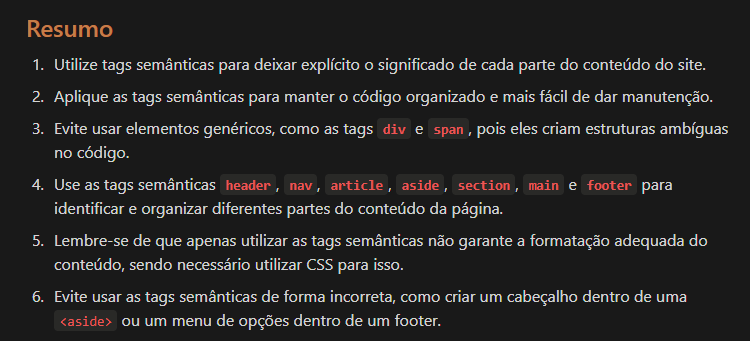 Resumo
1. Utilize tags semânticas para deixar explícito o significado de cada parte do conteúdo do site.
2. Aplique as tags semânticas para manter o código organizado e mais fácil de dar manutenção.
3. Evite usar elementos genéricos, como as tags div e span, pois eles criam estruturas ambíguas
no código.
4. Use as tags semânticas header, nav, article, aside, section, main e footer para
identificar e organizar diferentes partes do conteúdo da página.
5. Lembre-se de que apenas utilizar as tags semânticas não garante a formatação adequada do
conteúdo, sendo necessário utilizar CSS para isso.
6. Evite usar as tags semânticas de forma incorreta, como criar um cabeçalho dentro de uma
<aside> ou um menu de opções dentro de um footer.